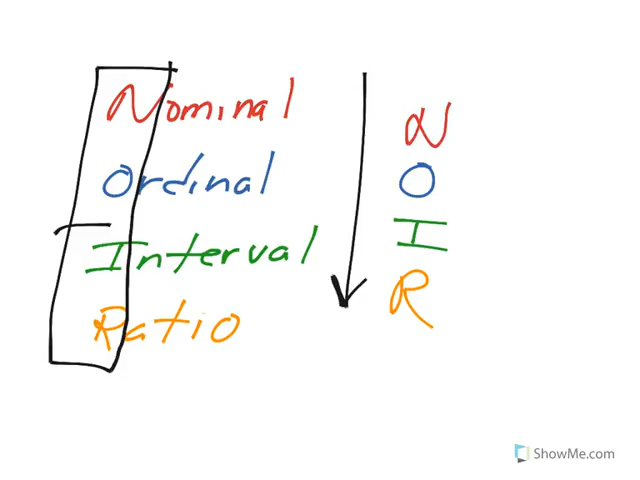 Nominal
Ordinal
Interval
Ratio
N
O
I
R
ShowMe.com